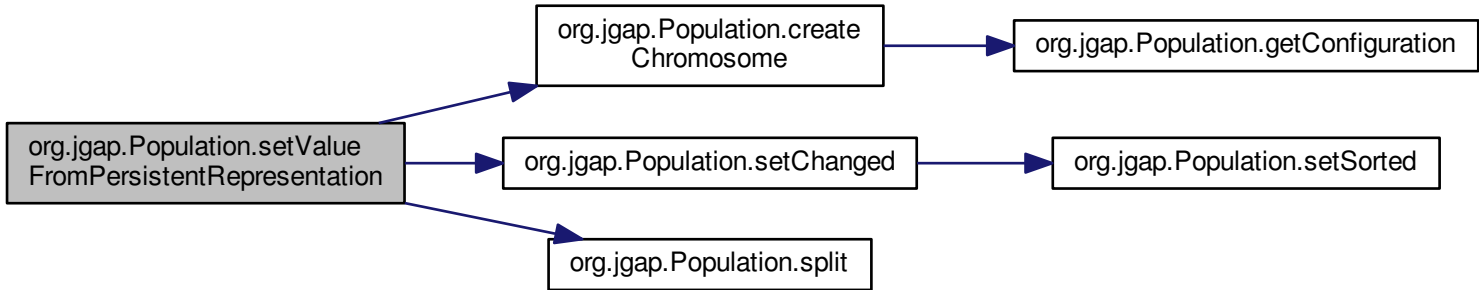 org.jgap.Population.setValue
FromPersistentRepresentation
org.jgap.Population.create
Chromosome
org.jgap.Population.getConfiguration
org.jgap.Population.setChanged
org.jgap.Population.setSorted
org.jgap.Population.split